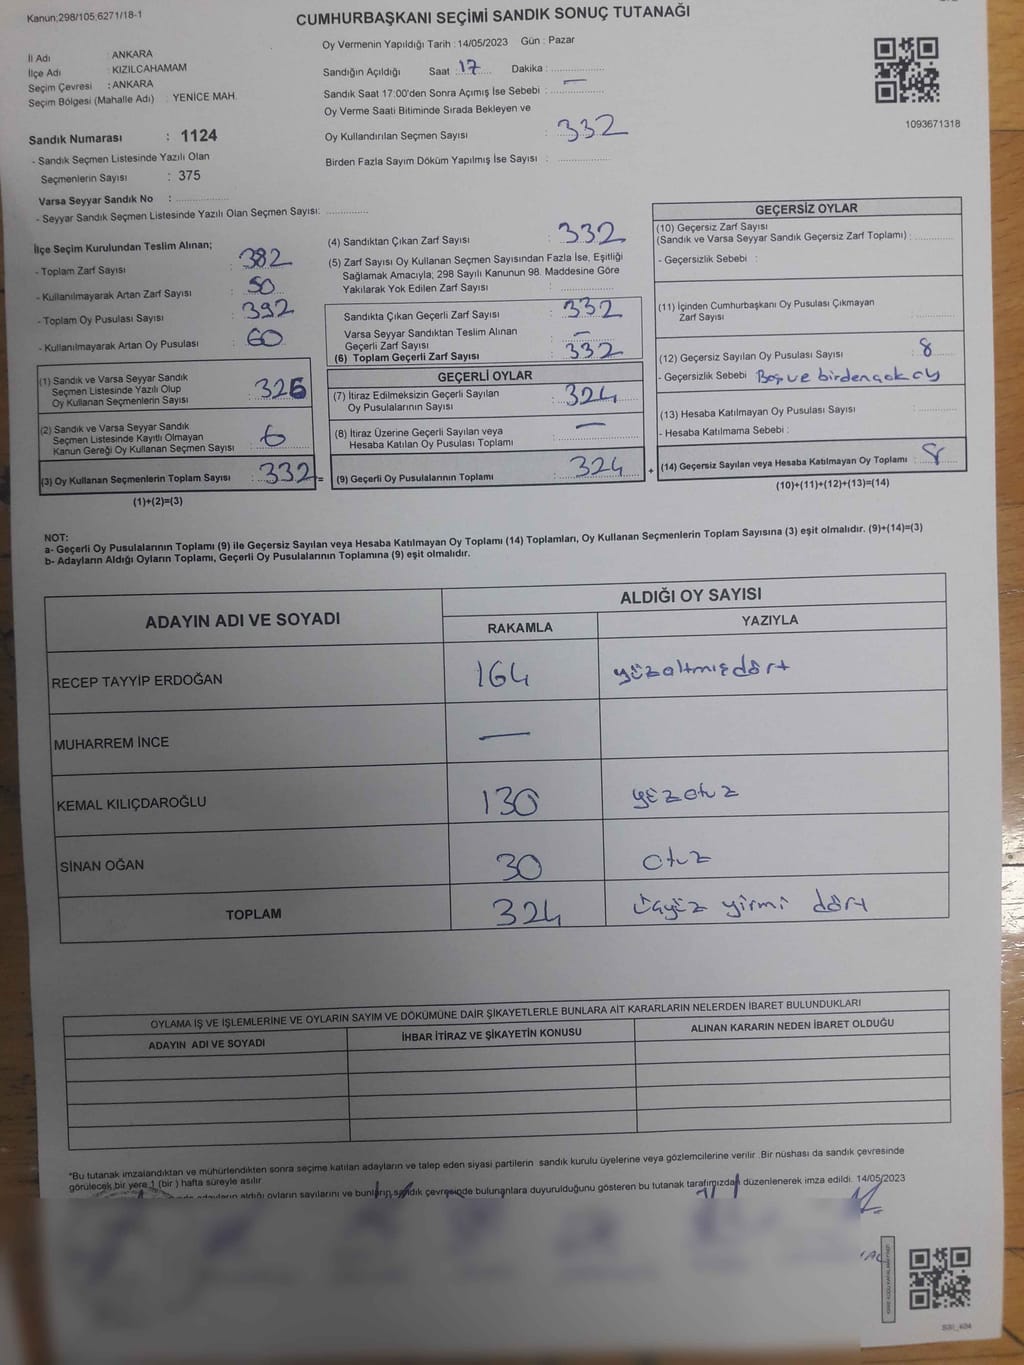 Kanun;298/105,6271/18-1
CUMHURBAŞKANI SEÇİMİ SANDIK SONUÇ TUTANAĞI
İl Adı : ANKARA
İlçe Adı : KIZILCAHAMAM
Seçim Çevresi : ANKARA
Seçim Bölgesi (Mahalle Adı) : YENİCE MAH.
Oy Vermenin Yapıldığı Tarih : 14/05/2023 Gün : Pazar
Sandığın Açıldığı Saat : 17 Dakika :
Sandık Saat 17:00'den Sonra Açımış İse Sebebi : —
Oy Verme Saati Bitiminde Sırada Bekleyen ve
Oy Kullandırılan Seçmen Sayısı : 332
Birden Fazla Sayım Döküm Yapılmış İse Sayısı :
1093671318
Sandık Numarası : 1124
- Sandık Seçmen Listesinde Yazılı Olan
Seçmenlerin Sayısı : 375
Varsa Seyyar Sandık No :
- Seyyar Sandık Seçmen Listesinde Yazılı Olan Seçmen Sayısı:
İlçe Seçim Kurulundan Teslim Alınan;
- Toplam Zarf Sayısı : 382
- Kullanılmayarak Artan Zarf Sayısı : 50
- Toplam Oy Pusulası Sayısı : 392
- Kullanılmayarak Artan Oy Pusulası : 60
(1) Sandık ve Varsa Seyyar Sandık
Seçmen Listesinde Yazılı Olup
Oy Kullanan Seçmenlerin Sayısı : 326
(2) Sandık ve Varsa Seyyar Sandık
Seçmen Listesinde Kayıtlı Olmayan
Kanun Gereği Oy Kullanan Seçmen Sayısı : 6
(3) Oy Kullanan Seçmenlerin Toplam Sayısı : 332 =
(1)+(2)=(3)
(4) Sandıktan Çıkan Zarf Sayısı : 332
(5) Zarf Sayısı Oy Kullanan Seçmen Sayısından Fazla İse, Eşitliği
Sağlamak Amacıyla; 298 Sayılı Kanunun 98. Maddesine Göre
Yakılarak Yok Edilen Zarf Sayısı :
Sandıkta Çıkan Geçerli Zarf Sayısı : 332
Varsa Seyyar Sandıktan Teslim Alınan
Geçerli Zarf Sayısı : —
(6) Toplam Geçerli Zarf Sayısı : 332
GEÇERLİ OYLAR
(7) İtiraz Edilmeksizin Geçerli Sayılan
Oy Pusulalarının Sayısı : 324
(8) İtiraz Üzerine Geçerli Sayılan veya
Hesaba Katılan Oy Pusulası Toplamı : —
(9) Geçerli Oy Pusulalarının Toplamı : 324 +
GEÇERSİZ OYLAR
(10) Geçersiz Zarf Sayısı
(Sandık ve Varsa Seyyar Sandık Geçersiz Zarf Toplamı) :
- Geçersizlik Sebebi :
(11) İçinden Cumhurbaşkanı Oy Pusulası Çıkmayan
Zarf Sayısı :
(12) Geçersiz Sayılan Oy Pusulası Sayısı : 8
- Geçersizlik Sebebi Boş ve birden çok oy
(13) Hesaba Katılmayan Oy Pusulası Sayısı :
- Hesaba Katılmama Sebebi :
(14) Geçersiz Sayılan veya Hesaba Katılmayan Oy Toplamı : 8
(10)+(11)+(12)+(13)=(14)
NOT:
a- Geçerli Oy Pusulalarının Toplamı (9) ile Geçersiz Sayılan veya Hesaba Katılmayan Oy Toplamı (14) Toplamları, Oy Kullanan Seçmenlerin Toplam Sayısına (3) eşit olmalıdır. (9)+(14)=(3)
b- Adayların Aldığı Oyların Toplamı, Geçerli Oy Pusulalarının Toplamına (9) eşit olmalıdır.
ADAYIN ADI VE SOYADI
ALDIĞI OY SAYISI
RAKAMLA YAZIYLA
RECEP TAYYİP ERDOĞAN 164 yüzaltmışdört
MUHARREM İNCE —
KEMAL KILIÇDAROĞLU 130 yüzotuz
SİNAN OĞAN 30 otuz
TOPLAM 324 üçyüz yirmi dört
OYLAMA İŞ VE İŞLEMLERİNE VE OYLARIN SAYIM VE DÖKÜMÜNE DAİR ŞİKAYETLERLE BUNLARA AİT KARARLARIN NELERDEN İBARET BULUNDUKLARI
ADAYIN ADI VE SOYADI İHBAR İTİRAZ VE ŞİKAYETİN KONUSU ALINAN KARARIN NEDEN İBARET OLDUĞU
*Bu tutanak imzalandıktan ve mühürlendikten sonra seçime katılan adayların ve talep eden siyasi partilerin sandık kurulu üyelerine veya gözlemcilerine verilir. Bir nüshası da sandık çevresinde
görülecek bir yere 1 (bir ) hafta süreyle asılır.
adayların aldığı oyların sayılarını ve bunların sandık çevresinde bulunanlara duyurulduğunu gösteren bu tutanak tarafımızdan düzenlenerek imza edildi. 14/05/2023